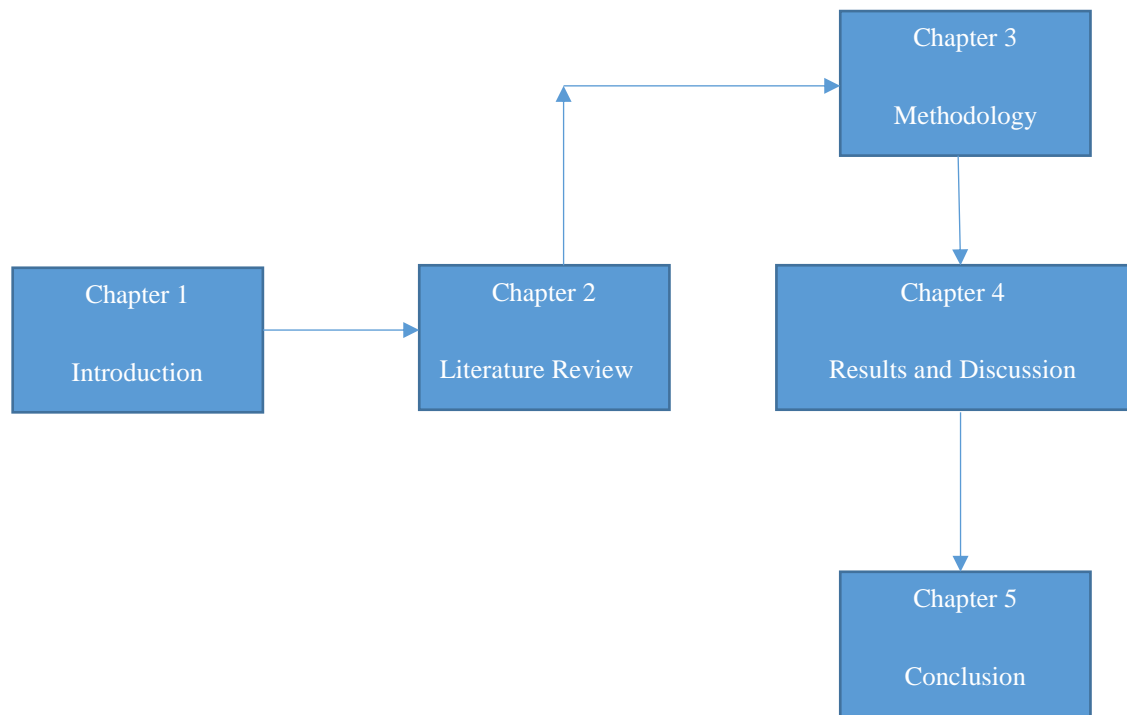 Chapter 1
Introduction
Chapter 2
Literature Review
Chapter 3
Methodology
Chapter 4
Results and Discussion
Chapter 5
Conclusion